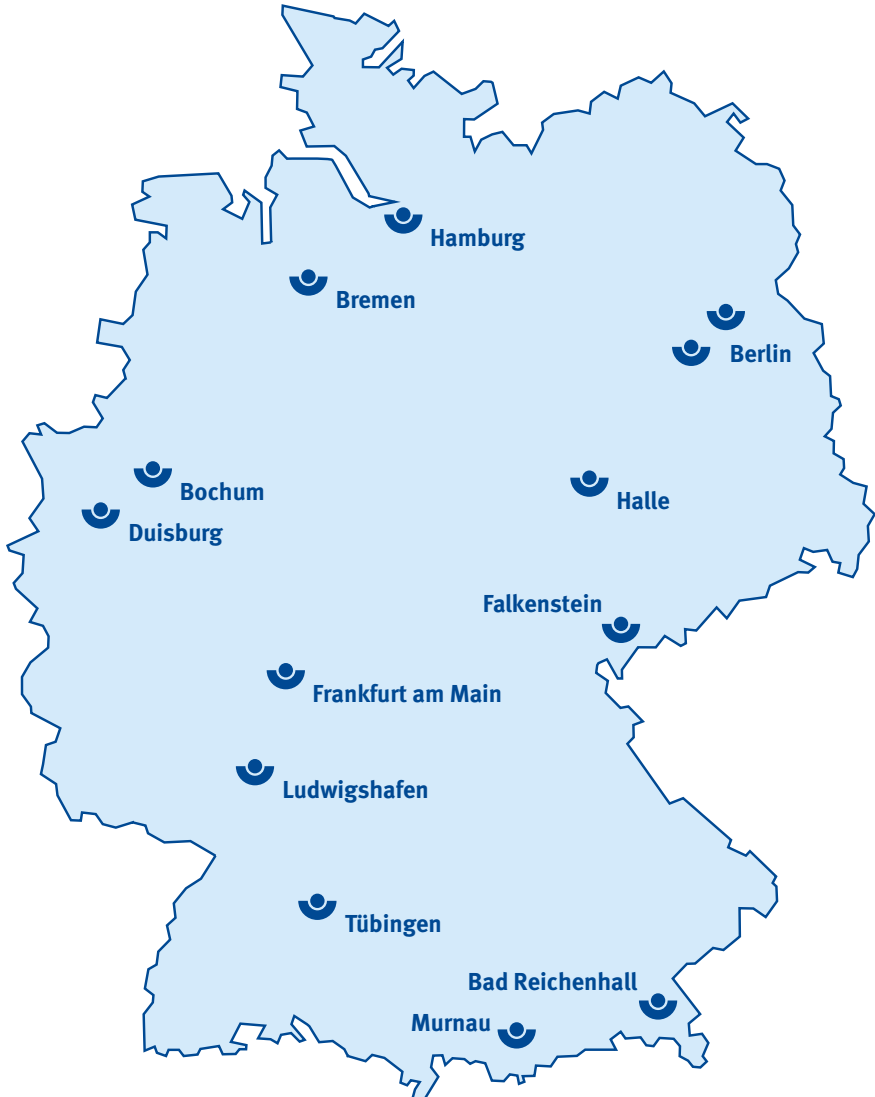 Hamburg
Bremen
Berlin
Bochum
Halle
Duisburg
Falkenstein
Frankfurt am Main
Ludwigshafen
Tübingen
Bad Reichenhall
Murnau